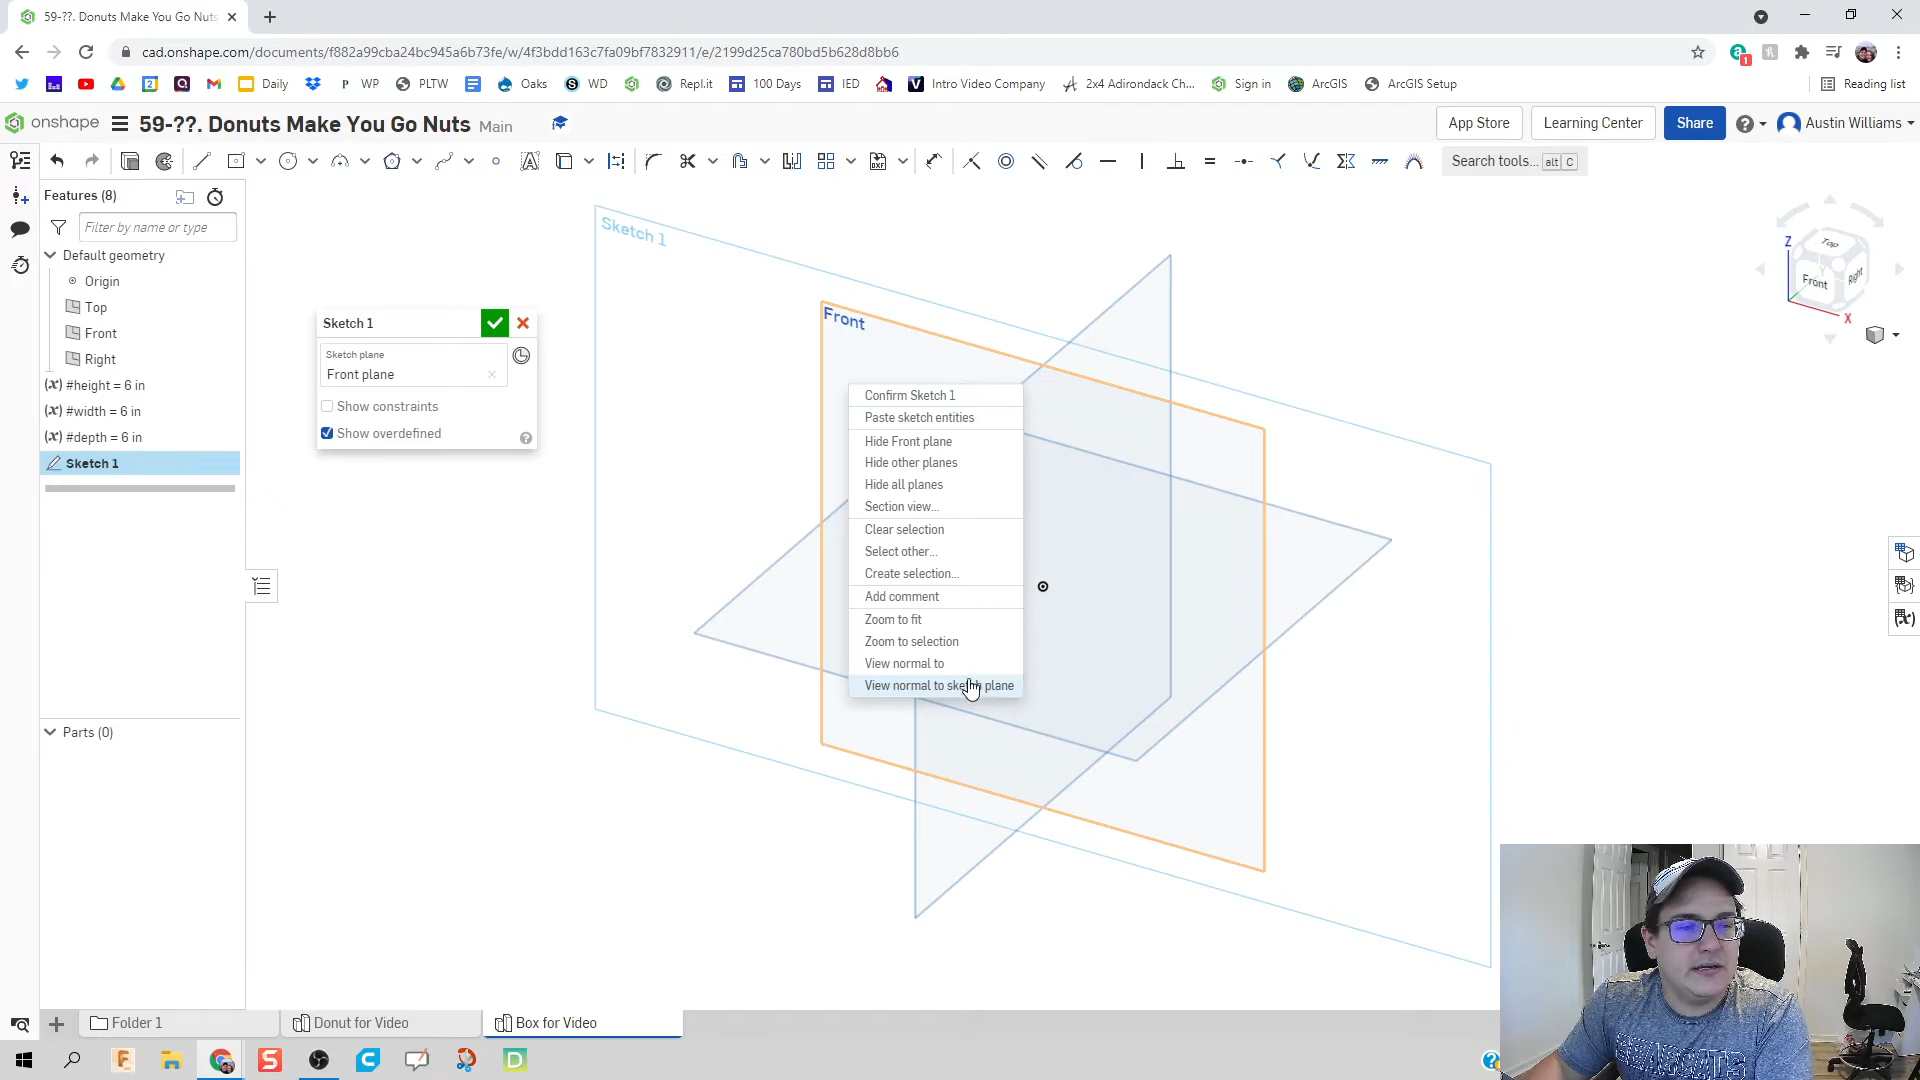 59-??. Donuts Make You Go Nuts
cad.onshape.com/documents/f882a99cba24bc945a6b73fe/w/4f3bdd163c7fa09bf7832911/e/2199d25ca780bd5b628d8bb6
1
2
Daily
P WP
PLTW
Oaks
S WD
Repl.it
100 Days
IED
Intro Video Company
2x4 Adirondack Ch...
Sign in
ArcGIS
ArcGIS Setup
Reading list
onshape
59-??. Donuts Make You Go Nuts Main
App Store
Learning Center
Share
Austin Williams
Search tools... alt C
Features (8)
Filter by name or type
Default geometry
Origin
Top
Front
Right
(x) #height = 6 in
(x) #width = 6 in
(x) #depth = 6 in
Sketch 1
Parts (0)
Sketch 1
Sketch plane
Front plane
Show constraints
Show overdefined
Sketch 1
Front
Confirm Sketch 1
Paste sketch entities
Hide Front plane
Hide other planes
Hide all planes
Section view...
Clear selection
Select other...
Create selection...
Add comment
Zoom to fit
Zoom to selection
View normal to
View normal to sketch plane
Z
Top
Y
Front
Right
X
(x)
Folder 1
Donut for Video
Box for Video